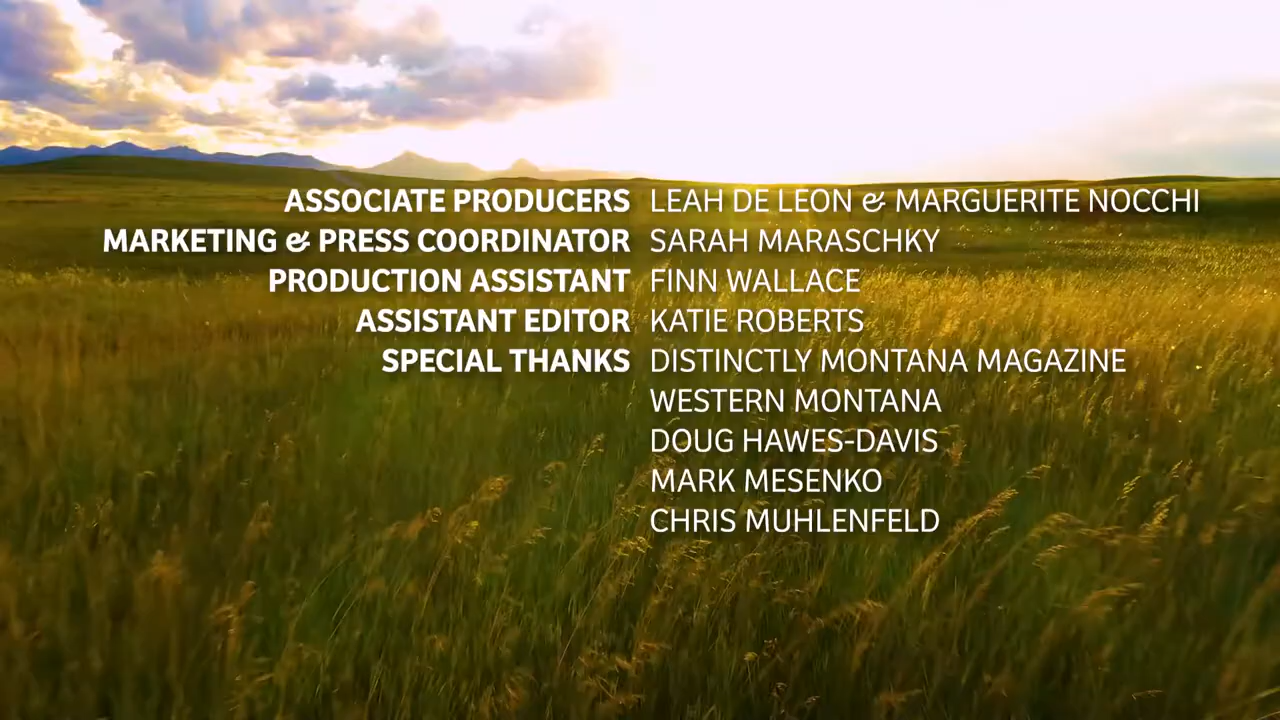 ASSOCIATE PRODUCERS LEAH DE LEON & MARGUERITE NOCCHI
MARKETING & PRESS COORDINATOR SARAH MARASCHKY
PRODUCTION ASSISTANT FINN WALLACE
ASSISTANT EDITOR KATIE ROBERTS
SPECIAL THANKS DISTINCTLY MONTANA MAGAZINE
WESTERN MONTANA
DOUG HAWES-DAVIS
MARK MESENKO
CHRIS MUHLENFELD